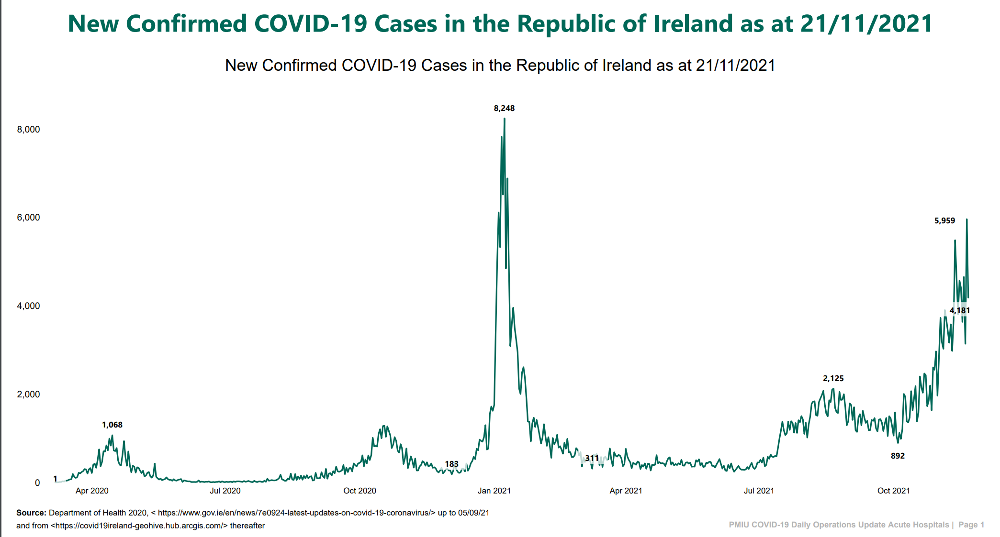 New Confirmed COVID-19 Cases in the Republic of Ireland as at 21/11/2021
New Confirmed COVID-19 Cases in the Republic of Ireland as at 21/11/2021
8,248
8,000
6,000
5,959
4,000
4,181
2,125
2,000
1,068
892
183
311
1
0
Apr 2020
Jul 2020
Oct 2020
Jan 2021
Apr 2021
Jul 2021
Oct 2021
Source: Department of Health 2020, < https://www.gov.ie/en/news/7e0924-latest-updates-on-covid-19-coronavirus/> up to 05/09/21
and from <https://covid19ireland-geohive.hub.arcgis.com/> thereafter
PMIU COVID-19 Daily Operations Update Acute Hospitals | Page 1